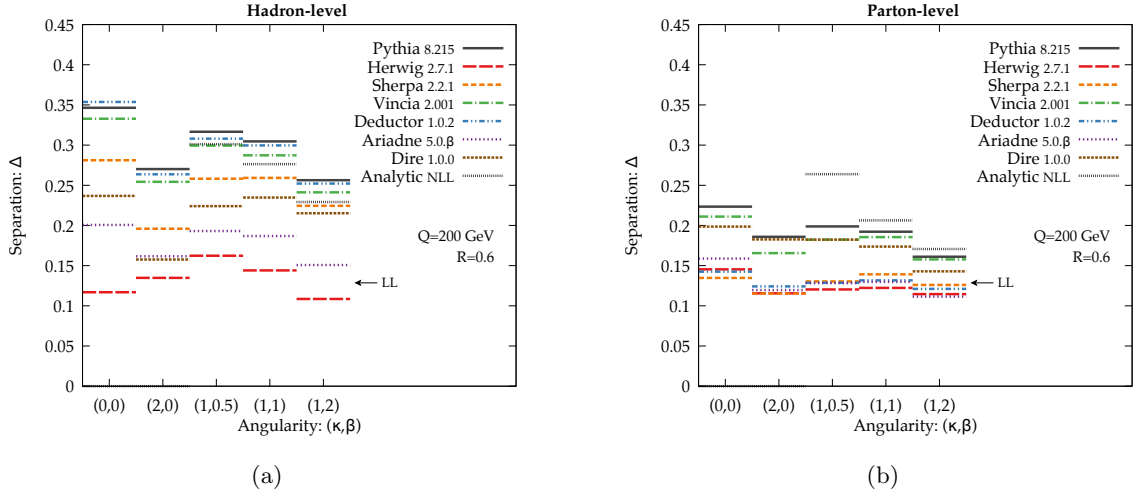 Hadron-level
Separation: Δ
0.45
0.4
0.35
0.3
0.25
0.2
0.15
0.1
0.05
0
Pythia 8.215
Herwig 2.7.1
Sherpa 2.2.1
Vincia 2.001
Deductor 1.0.2
Ariadne 5.0.β
Dire 1.0.0
Analytic NLL
Q=200 GeV
R=0.6
LL
(0,0) (2,0) (1,0.5) (1,1) (1,2)
Angularity: (κ,β)
(a)
Parton-level
Separation: Δ
0.45
0.4
0.35
0.3
0.25
0.2
0.15
0.1
0.05
0
Pythia 8.215
Herwig 2.7.1
Sherpa 2.2.1
Vincia 2.001
Deductor 1.0.2
Ariadne 5.0.β
Dire 1.0.0
Analytic NLL
Q=200 GeV
R=0.6
LL
(0,0) (2,0) (1,0.5) (1,1) (1,2)
Angularity: (κ,β)
(b)